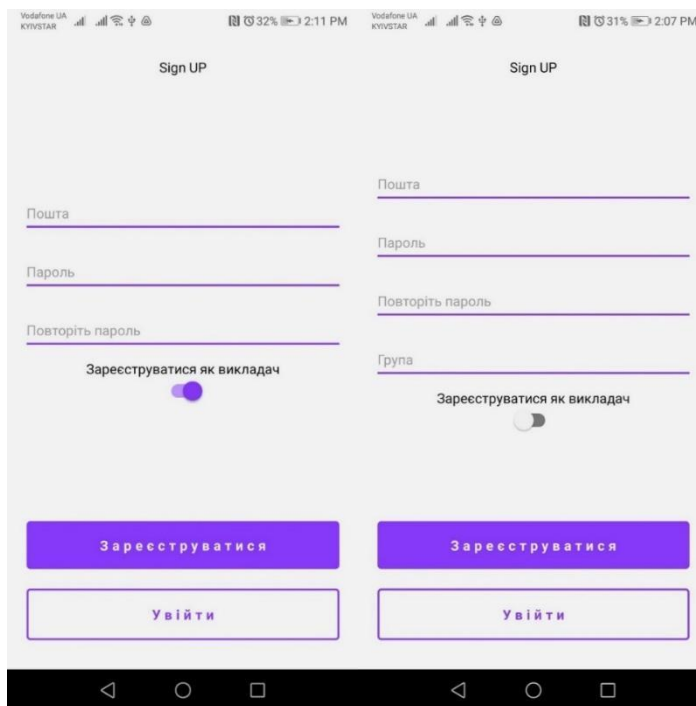 Vodafone UA
KYIVSTAR
32% 2:11 PM
Sign UP
Пошта
Пароль
Повторіть пароль
Зареєструватися як викладач
Зареєструватися
Увійти
Vodafone UA
KYIVSTAR
31% 2:07 PM
Sign UP
Пошта
Пароль
Повторіть пароль
Група
Зареєструватися як викладач
Зареєструватися
Увійти